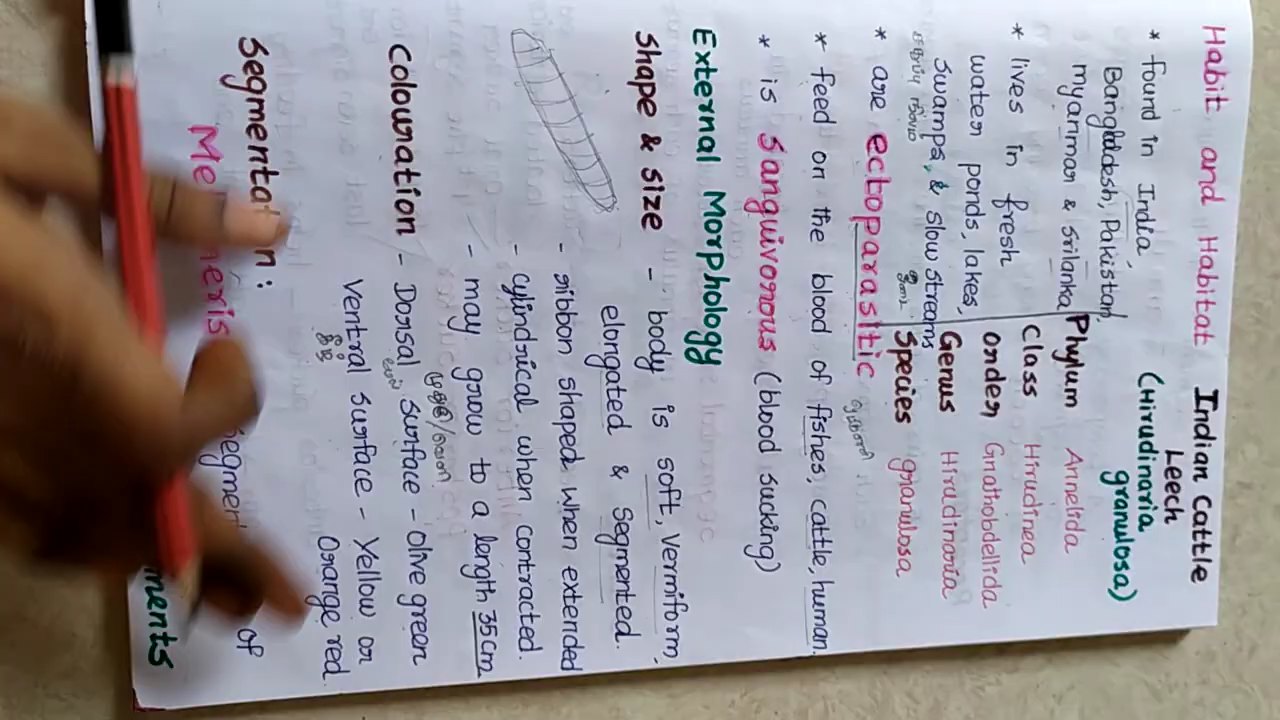 Indian Cattle
Leech
(Hirudinaria
granulosa)
Phylum Annelida
Class Hirudinea
Order Gnathobdellida
Genus Hirudinaria
Species granulosa
Habit and Habitat
* found in India,
Bangladesh, Pakistan,
myanmar & srilanka
* lives in fresh
water ponds, lakes,
swamps, & slow streams
* are ectoparasitic
* feed on the blood of fishes, cattle, human.
* is Sanguivorous (blood sucking)
External Morphology
Shape & size - body is soft, vermiform,
elongated & segmented.
- ribbon shaped when extended
- cylindrical when contracted.
- may grow to a length 35cm
Colouration - Dorsal surface - olive green
மேல்
Ventral surface - Yellow or
Orange red.
கீழ்
of
ments